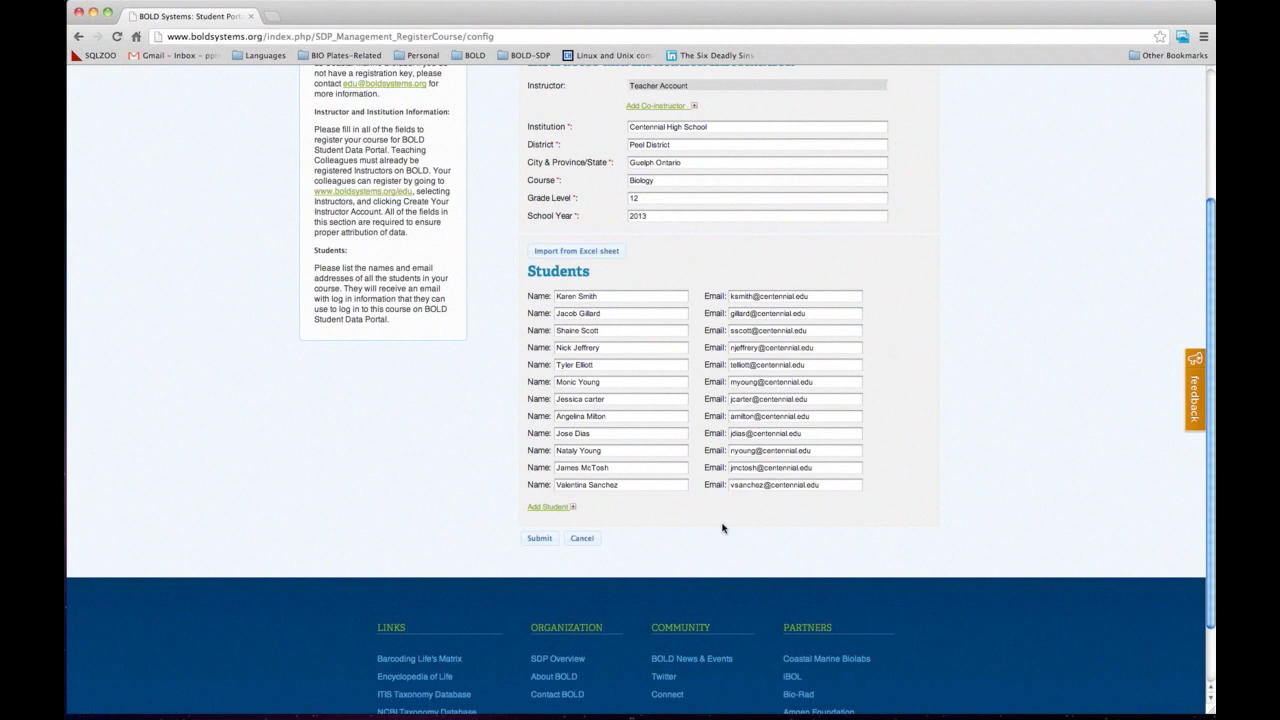 BOLD Systems: Student Port
www.boldsystems.org/index.php/SDP_Management_RegisterCourse/config
SQLZOO Gmail – Inbox – Languages BIO Plates-Related Personal BOLD BOLD-SDP Linux and Unix com The Six Deadly Sins Other Bookmarks
not have a registration key, please
contact edu@boldsystems.org for
more information.
Instructor and Institution Information:
Please fill in all of the fields to
register your course for BOLD
Student Data Portal. Teaching
Colleagues must already be
registered Instructors on BOLD. Your
colleagues can register by going to
www.boldsystems.org/edu, selecting
Instructors, and clicking Create Your
Instructor Account. All of the fields in
this section are required to ensure
proper attribution of data.
Students:
Please list the names and email
addresses of all the students in your
course. They will receive an email
with log in information that they can
use to log in to this course on BOLD
Student Data Portal.
Instructor: Teacher Account
Add Co-instructor
Institution *: Centennial High School
District *: Peel District
City & Province/State *: Guelph Ontario
Course *: Biology
Grade Level *: 12
School Year *: 2013
Import from Excel sheet
Students
Name: Karen Smith Email: ksmith@centennial.edu
Name: Jacob Gillard Email: gillard@centennial.edu
Name: Shaine Scott Email: sscott@centennial.edu
Name: Nick Jeffery Email: njeffrery@centennial.edu
Name: Tyler Elliott Email: telliott@centennial.edu
Name: Monic Young Email: myoung@centennial.edu
Name: Jessica carter Email: jcarter@centennial.edu
Name: Angelina Milton Email: amilton@centennial.edu
Name: Jose Dias Email: jdias@centennial.edu
Name: Nataly Young Email: nyoung@centennial.edu
Name: James McTosh Email: jmctosh@centennial.edu
Name: Valentina Sanchez Email: vsanchez@centennial.edu
Add Student
Submit Cancel
feedback
LINKS ORGANIZATION COMMUNITY PARTNERS
Barcoding Life's Matrix SDP Overview BOLD News & Events Coastal Marine Biolabs
Encyclopedia of Life About BOLD Twitter iBOL
ITIS Taxonomy Database Contact BOLD Connect Bio-Rad
NCBI Taxonomy Database Amgen Foundation